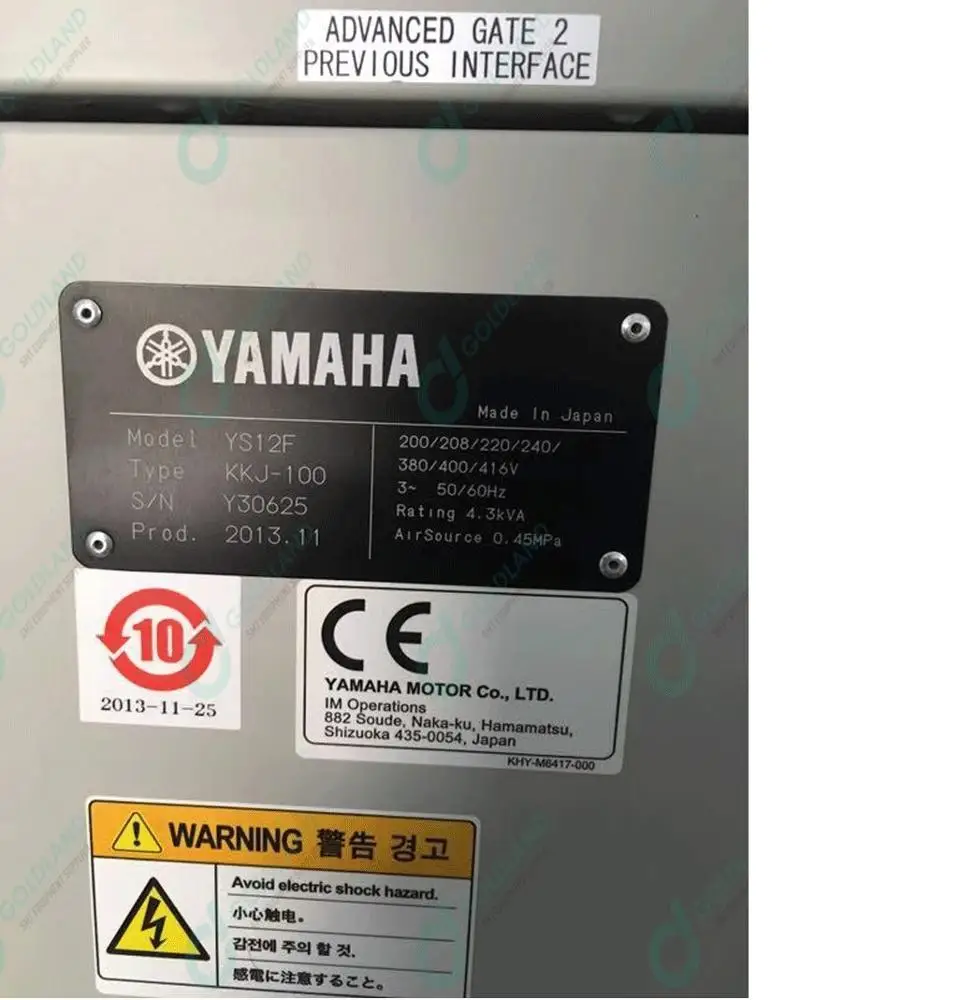 ADVANCED GATE 2
PREVIOUS INTERFACE
YAMAHA
Made In Japan
Model YS12F
Type KKJ-100
S/N Y30625
Prod. 2013.11
200/208/220/240/
380/400/416V
3~ 50/60Hz
Rating 4.3kVA
AirSource 0.45MPa
10
2013-11-25
CE
YAMAHA MOTOR Co., LTD.
IM Operations
882 Soude, Naka-ku, Hamamatsu,
Shizuoka 435-0054, Japan
KHY-M6417-000
WARNING 警告 경고
Avoid electric shock hazard.
小心触电。
감전에 주의 할 것.
感電に注意すること。
GOLDLAND
SMT EQUIPMENT SUPPLIER